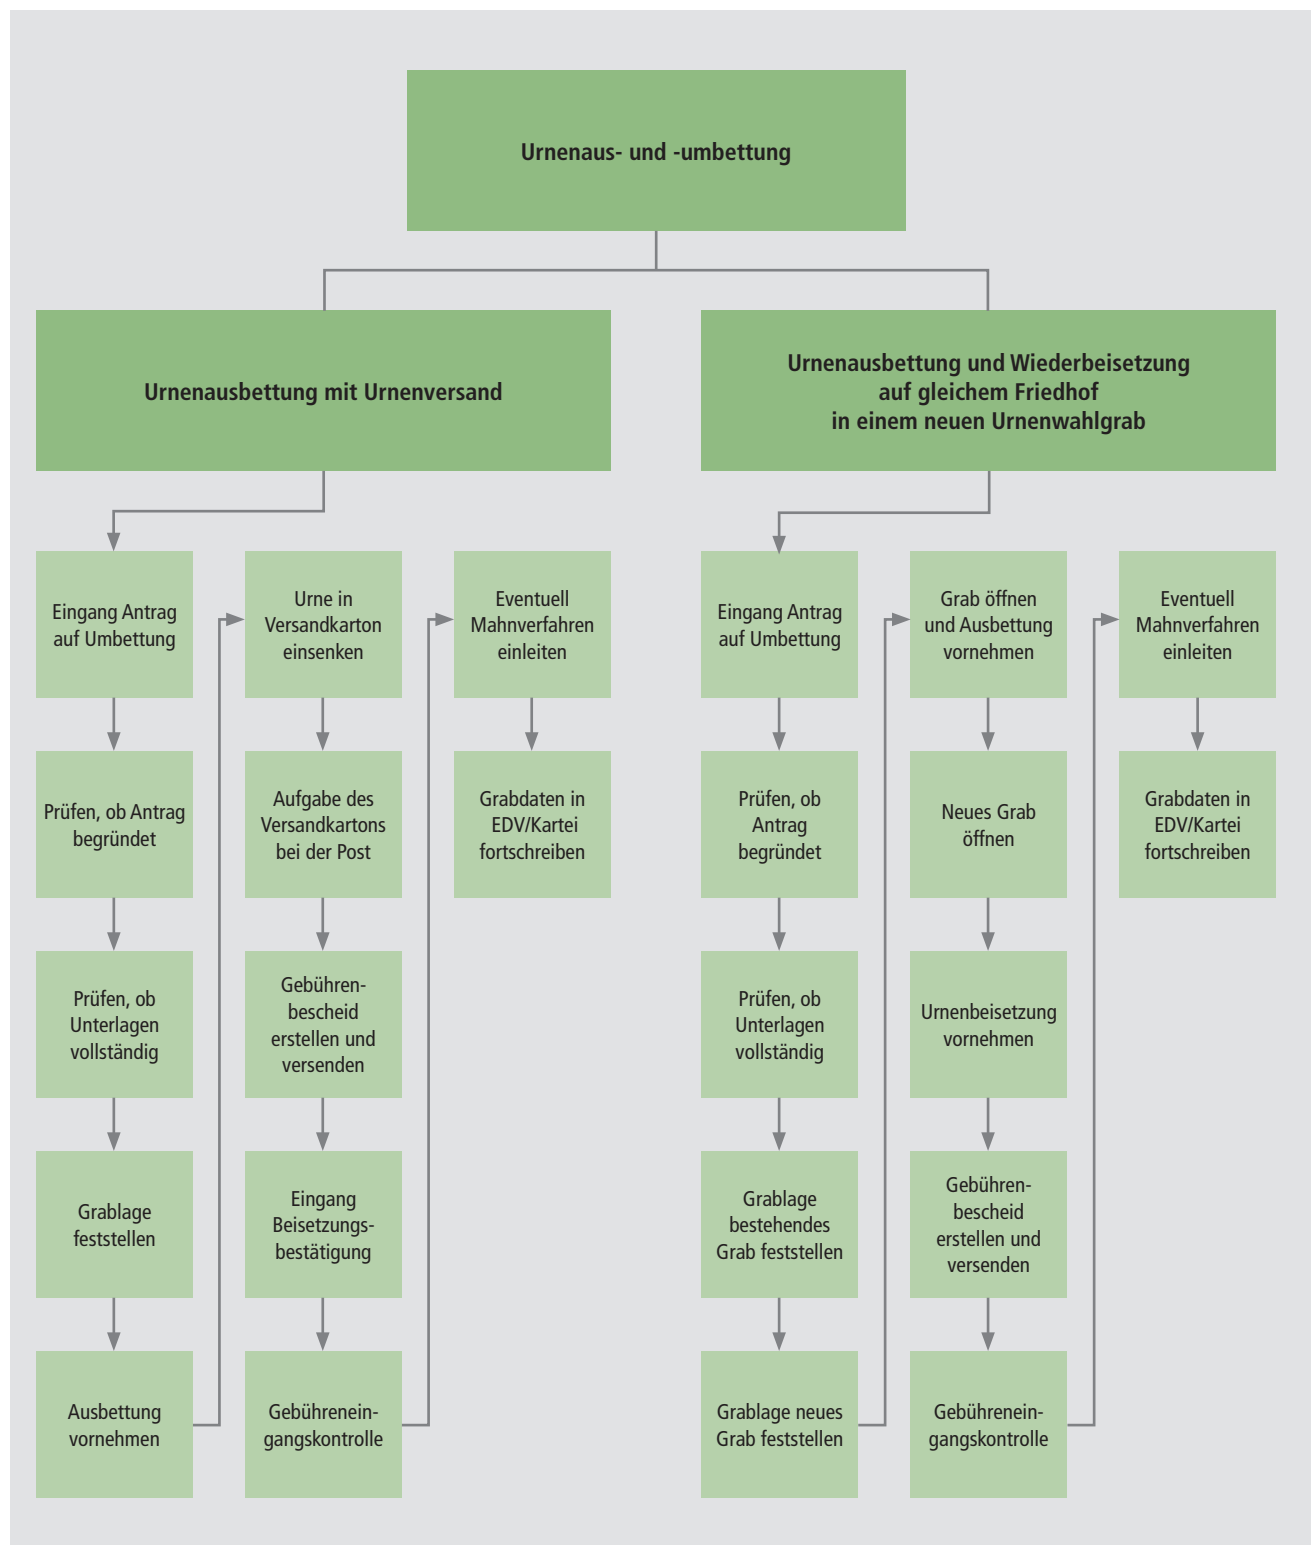 Urnenaus- und -umbettung
Urnenausbettung mit Urnenversand
Eingang Antrag
auf Umbettung
Prüfen, ob Antrag
begründet
Prüfen, ob
Unterlagen
vollständig
Grablage
feststellen
Ausbettung
vornehmen
Urne in
Versandkarton
einsenken
Aufgabe des
Versandkartons
bei der Post
Gebühren-
bescheid
erstellen und
versenden
Eingang
Beisetzungs-
bestätigung
Gebührenein-
gangskontrolle
Eventuell
Mahnverfahren
einleiten
Grabdaten in
EDV/Kartei
fortschreiben
Urnenausbettung und Wiederbeisetzung
auf gleichem Friedhof
in einem neuen Urnenwahlgrab
Eingang Antrag
auf Umbettung
Prüfen, ob
Antrag
begründet
Prüfen, ob
Unterlagen
vollständig
Grablage
bestehendes
Grab feststellen
Grablage neues
Grab feststellen
Grab öffnen
und Ausbettung
vornehmen
Neues Grab
öffnen
Urnenbeisetzung
vornehmen
Gebühren-
bescheid
erstellen und
versenden
Gebührenein-
gangskontrolle
Eventuell
Mahnverfahren
einleiten
Grabdaten in
EDV/Kartei
fortschreiben